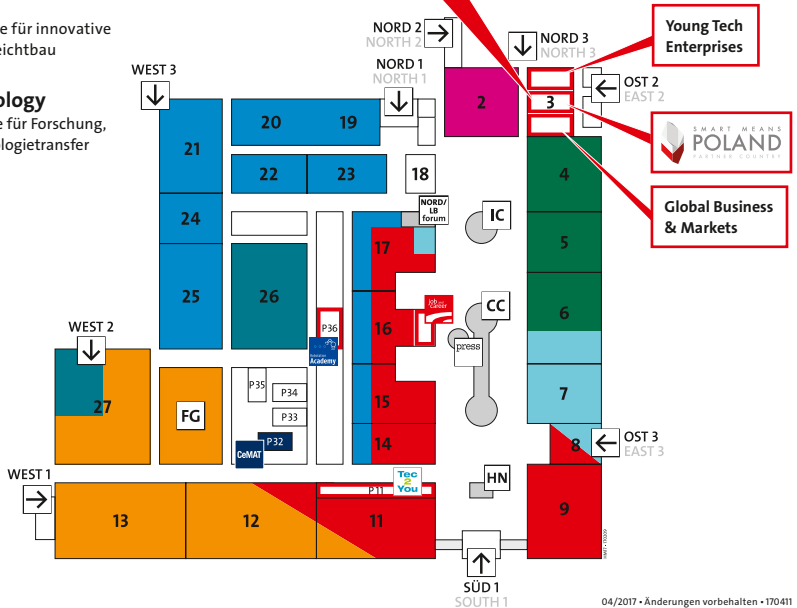 e für innovative
eichtbau
ology
e für Forschung,
ologietransfer
NORD 2
NORTH 2
NORD 3
NORTH 3
NORD 1
NORTH 1
WEST 3
OST 2
EAST 2
Young Tech
Enterprises
SMART MEANS
POLAND
PARTNER COUNTRY
Global Business
& Markets
2
3
20
19
21
22
23
18
4
24
NORD/
LB
forum
IC
17
5
25
26
6
CC
job and
career
16
P36
Academy
press
WEST 2
7
27
FG
P35
P34
P33
P32
CeMAT
15
14
8
OST 3
EAST 3
WEST 1
Tec
2
You
P11
HN
13
12
11
9
SÜD 1
SOUTH 1
04/2017 • Änderungen vorbehalten • 170411